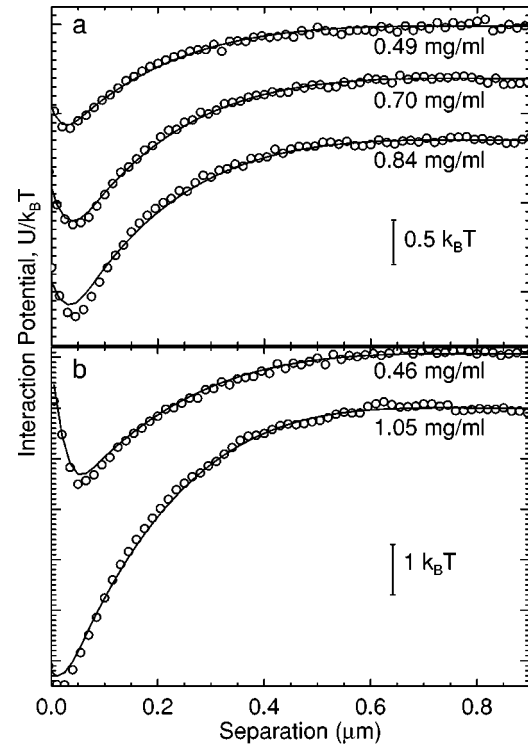 a
0.49 mg/ml
0.70 mg/ml
0.84 mg/ml
0.5 kBT
Interaction Potential, U/kBT
b
0.46 mg/ml
1.05 mg/ml
1 kBT
0.0 0.2 0.4 0.6 0.8
Separation (μm)